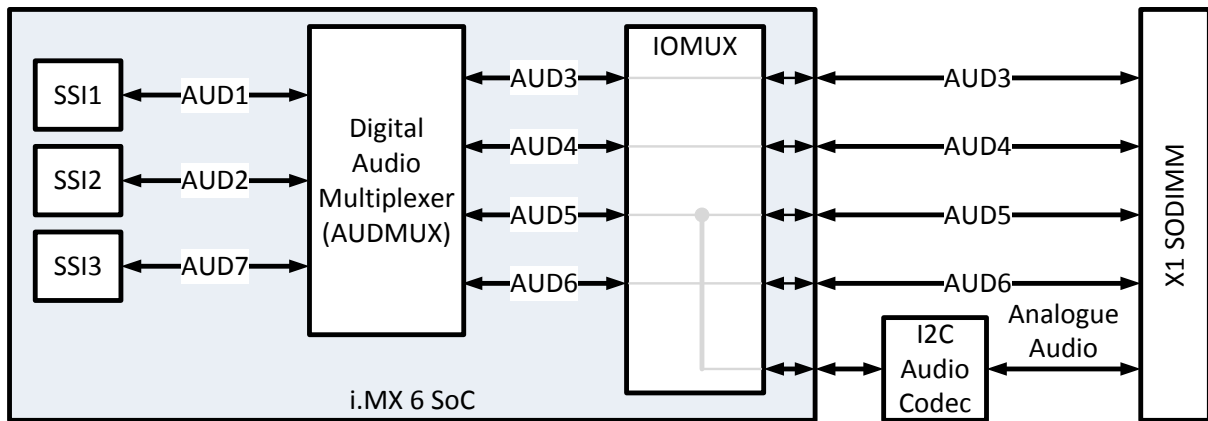 SSI1
AUD1
SSI2
AUD2
SSI3
AUD7
Digital
Audio
Multiplexer
(AUDMUX)
AUD3
AUD4
AUD5
AUD6
IOMUX
i.MX 6 SoC
AUD3
AUD4
AUD5
AUD6
I2C
Audio
Codec
Analogue
Audio
X1 SODIMM